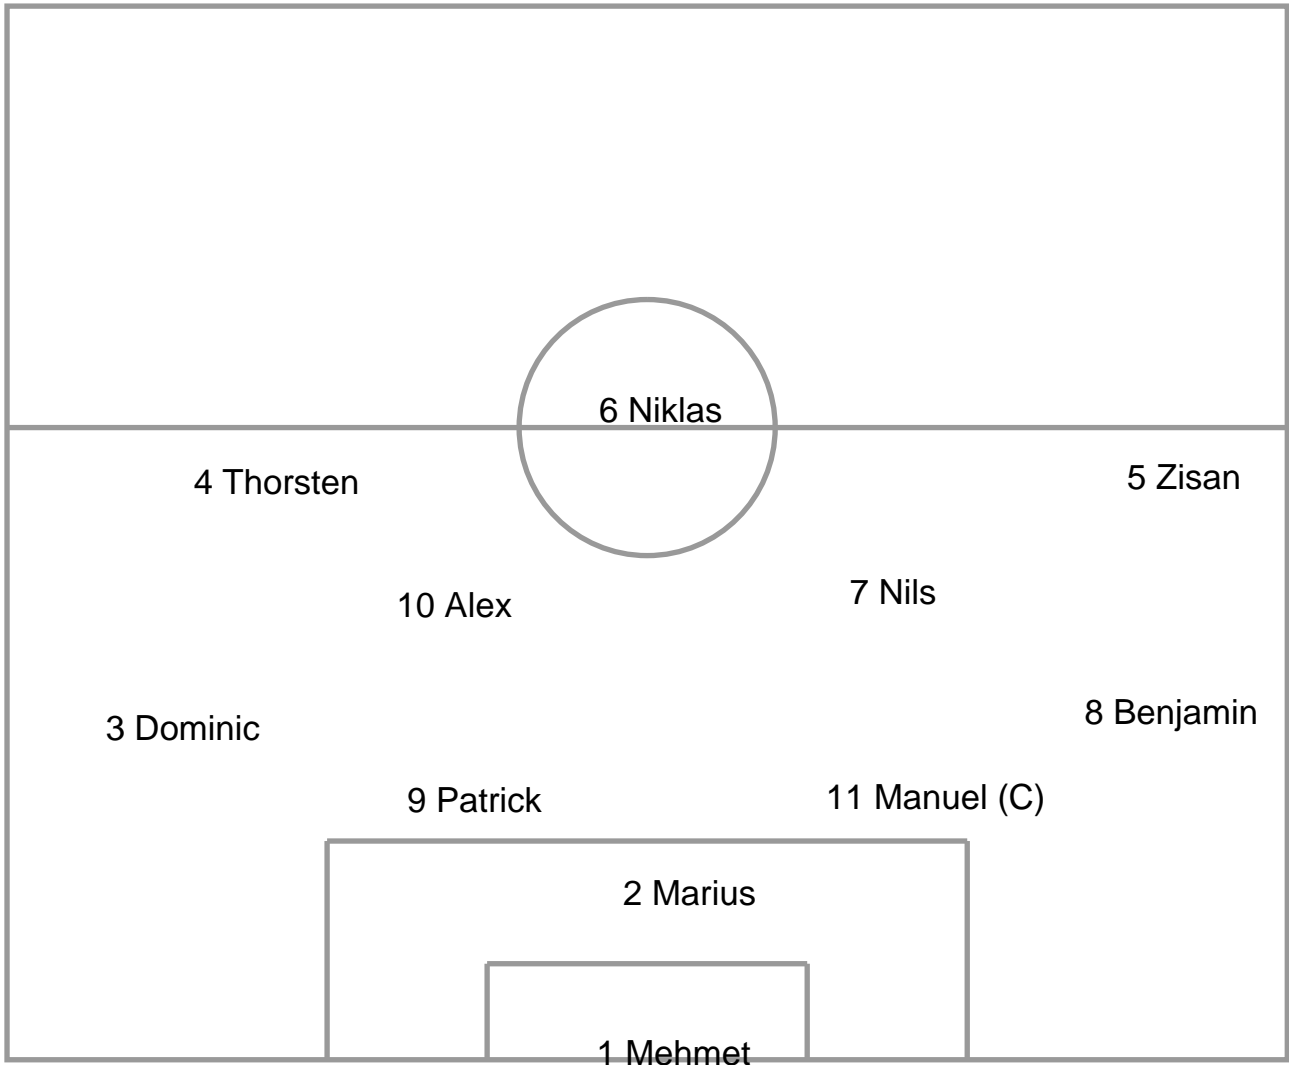 6 Niklas
4 Thorsten
5 Zisan
10 Alex
7 Nils
3 Dominic
8 Benjamin
9 Patrick
11 Manuel (C)
2 Marius
1 Mehmet